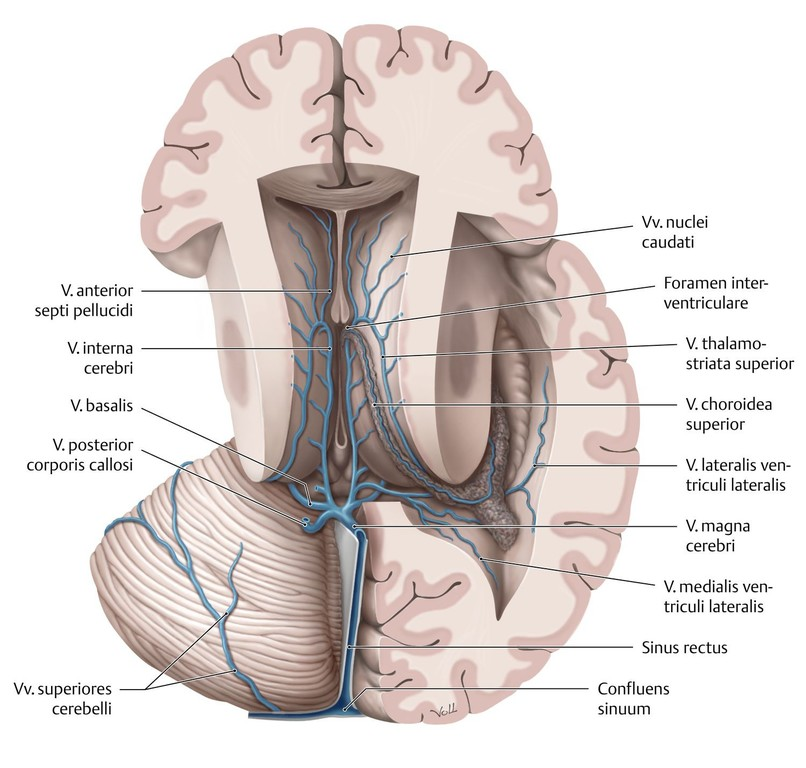 V. anterior
septi pellucidi
V. interna
cerebri
V. basalis
V. posterior
corporis callosi
Vv. superiores
cerebelli
Vv. nuclei
caudati
Foramen inter-
ventriculare
V. thalamo-
striata superior
V. choroidea
superior
V. lateralis ven-
triculi lateralis
V. magna
cerebri
V. medialis ven-
triculi lateralis
Sinus rectus
Confluens
sinuum
Voll